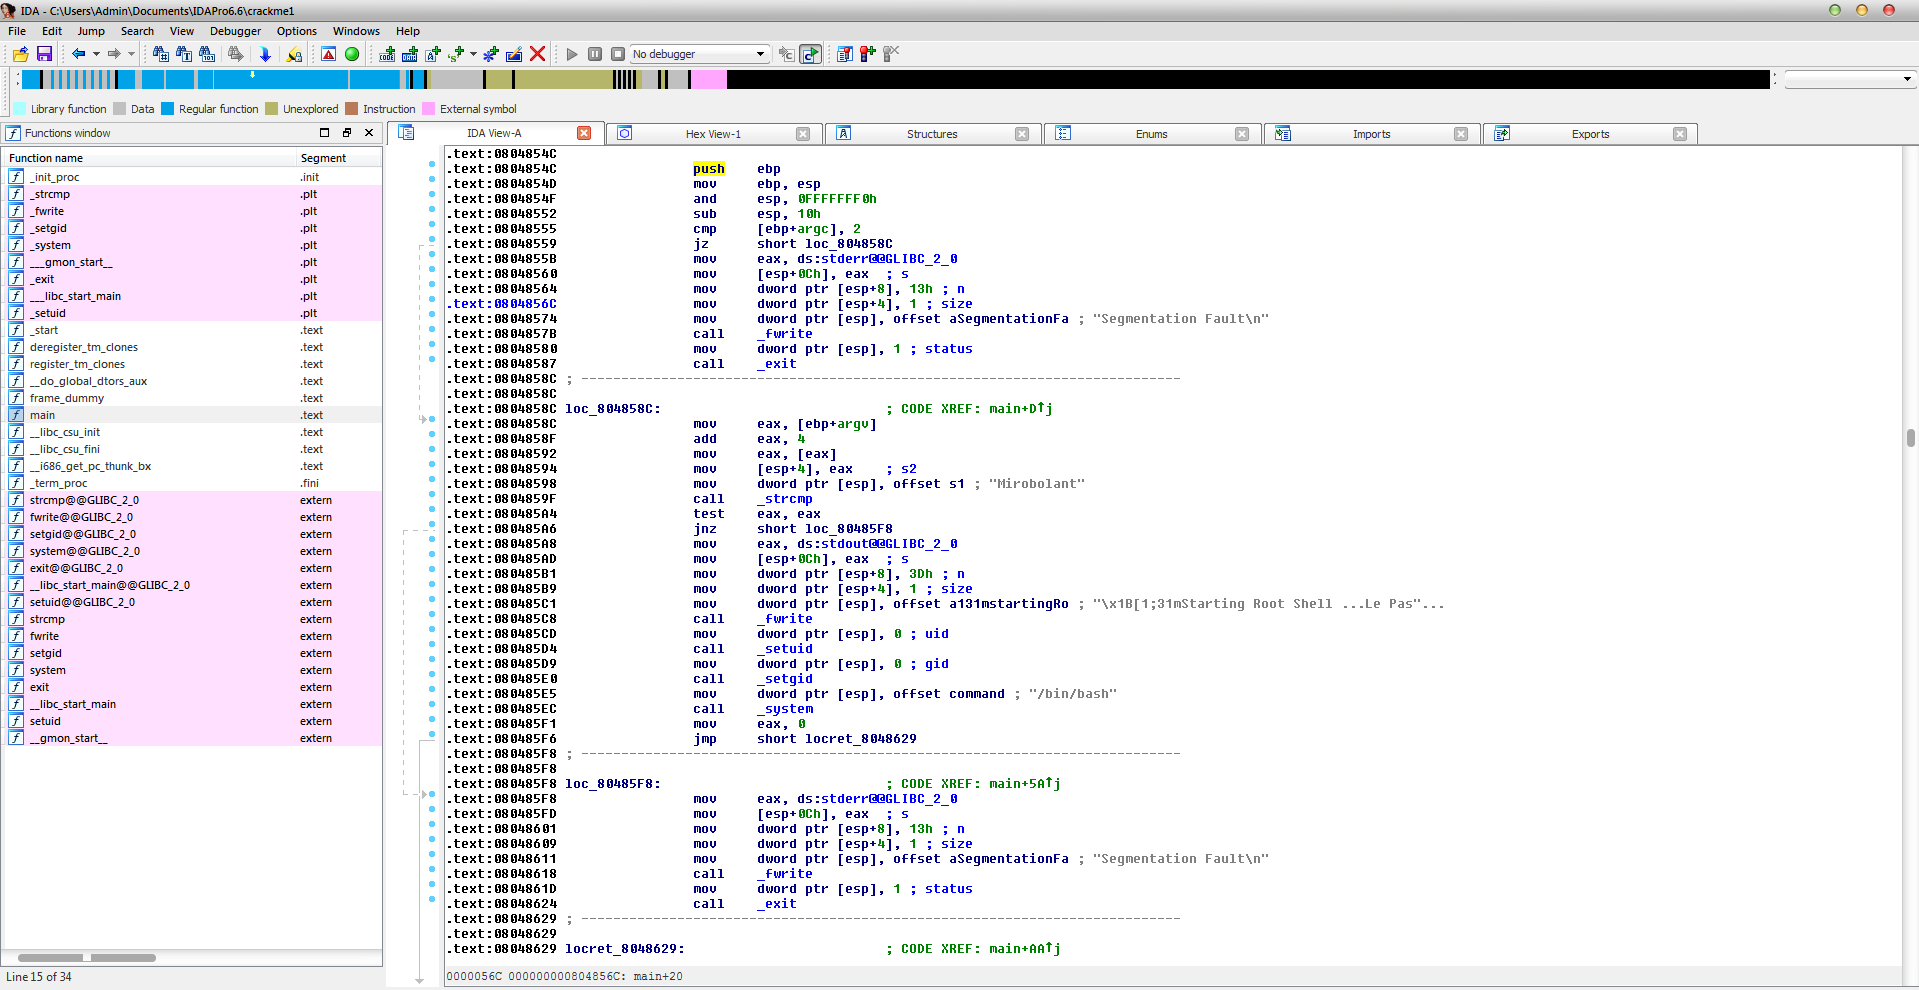 IDA - C:\Users\Admin\Documents\IDAPro6.6\crackme1
File Edit Jump Search View Debugger Options Windows Help
No debugger
Library function Data Regular function Unexplored Instruction External symbol
Functions window
Function name Segment
_init_proc .init
_strcmp .plt
_fwrite .plt
_setgid .plt
_system .plt
___gmon_start__ .plt
_exit .plt
___libc_start_main .plt
_setuid .plt
_start .text
deregister_tm_clones .text
register_tm_clones .text
__do_global_dtors_aux .text
frame_dummy .text
main .text
__libc_csu_init .text
__libc_csu_fini .text
__i686_get_pc_thunk_bx .text
_term_proc .fini
strcmp@@GLIBC_2_0 extern
fwrite@@GLIBC_2_0 extern
setgid@@GLIBC_2_0 extern
system@@GLIBC_2_0 extern
exit@@GLIBC_2_0 extern
__libc_start_main@@GLIBC_2_0 extern
setuid@@GLIBC_2_0 extern
strcmp extern
fwrite extern
setgid extern
system extern
exit extern
__libc_start_main extern
setuid extern
__gmon_start__ extern
Line 15 of 34
IDA View-A Hex View-1 Structures Enums Imports Exports
.text:0804854C
.text:0804854C push ebp
.text:0804854D mov ebp, esp
.text:0804854F and esp, 0FFFFFFF0h
.text:08048552 sub esp, 10h
.text:08048555 cmp [ebp+argc], 2
.text:08048559 jz short loc_804858C
.text:0804855B mov eax, ds:stderr@@GLIBC_2_0
.text:08048560 mov [esp+0Ch], eax ; s
.text:08048564 mov dword ptr [esp+8], 13h ; n
.text:0804856C mov dword ptr [esp+4], 1 ; size
.text:08048574 mov dword ptr [esp], offset aSegmentationFa ; "Segmentation Fault\n"
.text:0804857B call _fwrite
.text:08048580 mov dword ptr [esp], 1 ; status
.text:08048587 call _exit
.text:0804858C ; ---------------------------------------------------------------------------
.text:0804858C
.text:0804858C loc_804858C: ; CODE XREF: main+D↑j
.text:0804858C mov eax, [ebp+argv]
.text:0804858F add eax, 4
.text:08048592 mov eax, [eax]
.text:08048594 mov [esp+4], eax ; s2
.text:08048598 mov dword ptr [esp], offset s1 ; "Mirobolant"
.text:0804859F call _strcmp
.text:080485A4 test eax, eax
.text:080485A6 jnz short loc_80485F8
.text:080485A8 mov eax, ds:stdout@@GLIBC_2_0
.text:080485AD mov [esp+0Ch], eax ; s
.text:080485B1 mov dword ptr [esp+8], 3Dh ; n
.text:080485B9 mov dword ptr [esp+4], 1 ; size
.text:080485C1 mov dword ptr [esp], offset a131mstartingRo ; "\x1B[1;31mStarting Root Shell ...Le Pas"...
.text:080485C8 call _fwrite
.text:080485CD mov dword ptr [esp], 0 ; uid
.text:080485D4 call _setuid
.text:080485D9 mov dword ptr [esp], 0 ; gid
.text:080485E0 call _setgid
.text:080485E5 mov dword ptr [esp], offset command ; "/bin/bash"
.text:080485EC call _system
.text:080485F1 mov eax, 0
.text:080485F6 jmp short locret_8048629
.text:080485F8 ; ---------------------------------------------------------------------------
.text:080485F8
.text:080485F8 loc_80485F8: ; CODE XREF: main+5A↑j
.text:080485F8 mov eax, ds:stderr@@GLIBC_2_0
.text:080485FD mov [esp+0Ch], eax ; s
.text:08048601 mov dword ptr [esp+8], 13h ; n
.text:08048609 mov dword ptr [esp+4], 1 ; size
.text:08048611 mov dword ptr [esp], offset aSegmentationFa ; "Segmentation Fault\n"
.text:08048618 call _fwrite
.text:0804861D mov dword ptr [esp], 1 ; status
.text:08048624 call _exit
.text:08048629 ; ---------------------------------------------------------------------------
.text:08048629
.text:08048629 locret_8048629: ; CODE XREF: main+AA↑j
0000056C 000000000804856C: main+20